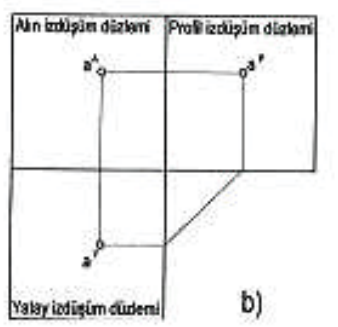 Alın izdüşüm düzlemi Profil izdüşüm düzlemi
a^A a^P
a^Y
Yatay izdüşüm düzlemi
b)